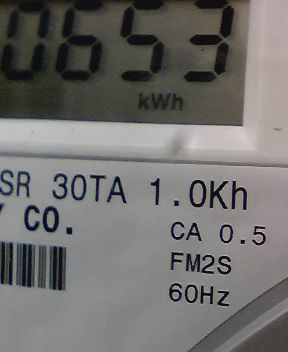 0653
kWh
SR 30TA 1.0Kh
CO.
CA 0.5
FM2S
60Hz